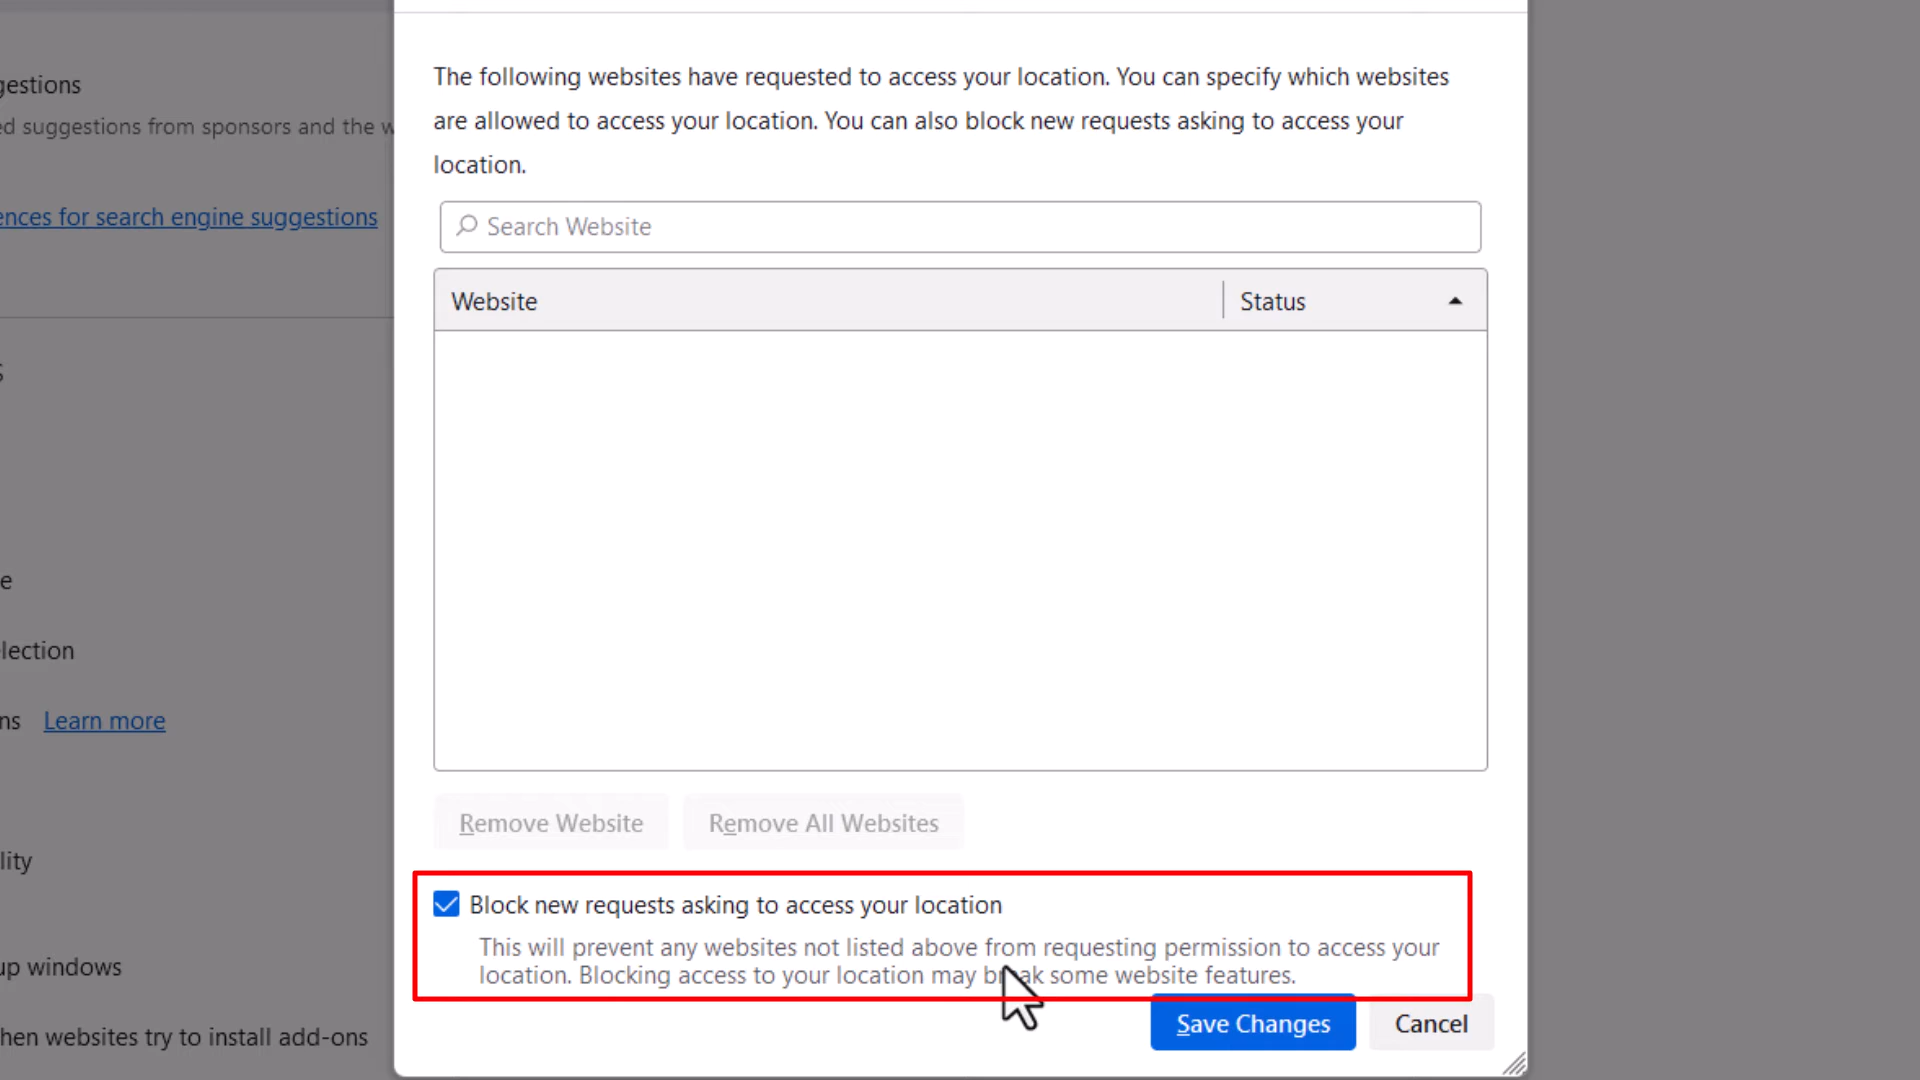 gestions
ed suggestions from sponsors and the w
ences for search engine suggestions
s
e
lection
ns Learn more
lity
up windows
hen websites try to install add-ons
The following websites have requested to access your location. You can specify which websites
are allowed to access your location. You can also block new requests asking to access your
location.
Search Website
Website Status
Remove Website Remove All Websites
Block new requests asking to access your location
This will prevent any websites not listed above from requesting permission to access your
location. Blocking access to your location may break some website features.
Save Changes Cancel